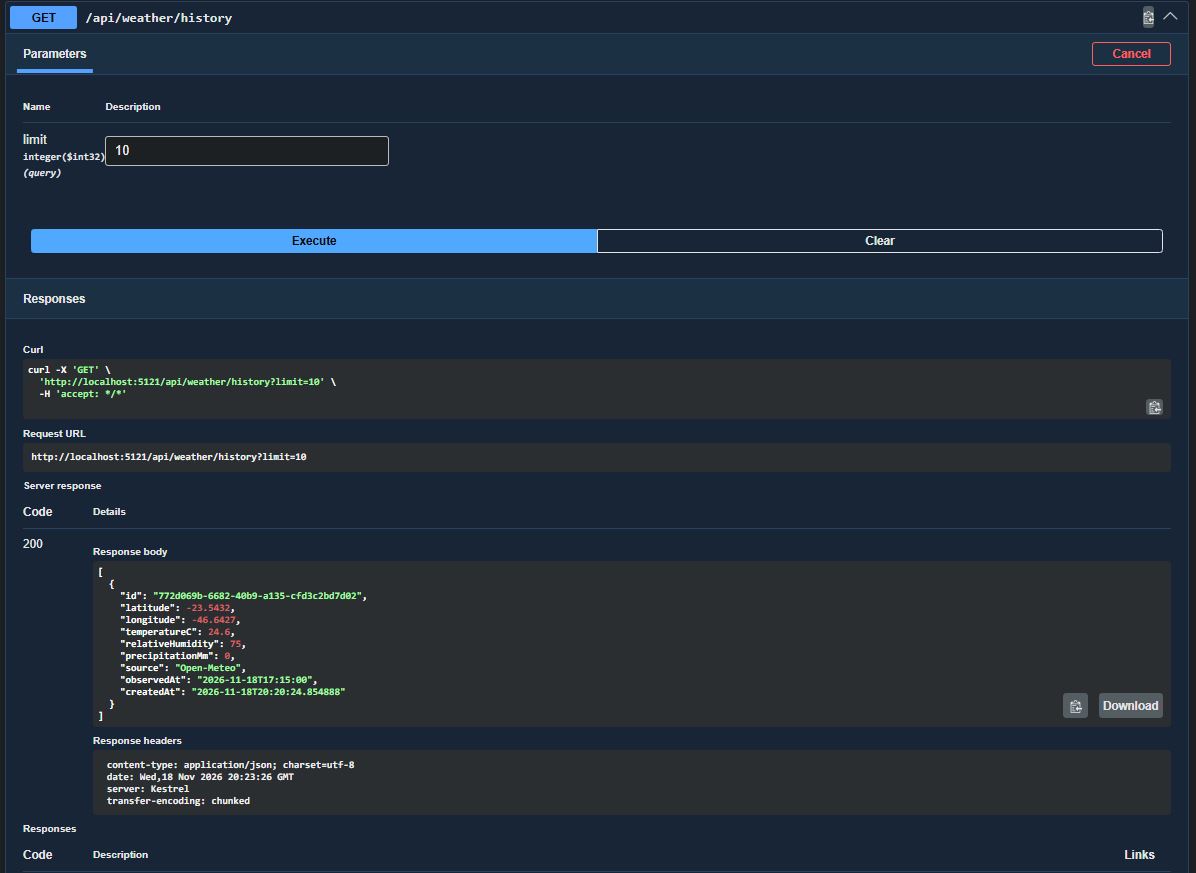 GET /api/weather/history
Parameters
Cancel
Name Description
limit
integer($int32)
(query)
10
Execute Clear
Responses
Curl
curl -X 'GET' \
  'http://localhost:5121/api/weather/history?limit=10' \
  -H 'accept: */*'
Request URL
http://localhost:5121/api/weather/history?limit=10
Server response
Code Details
200
Response body
[
  {
    "id": "772d069b-6682-40b9-a135-cfd3c2bd7d02",
    "latitude": -23.5432,
    "longitude": -46.6427,
    "temperatureC": 24.6,
    "relativeHumidity": 75,
    "precipitationMm": 0,
    "source": "Open-Meteo",
    "observedAt": "2026-11-18T17:15:00",
    "createdAt": "2026-11-18T20:20:24.854888"
  }
]
Download
Response headers
content-type: application/json; charset=utf-8
date: Wed,18 Nov 2026 20:23:26 GMT
server: Kestrel
transfer-encoding: chunked
Responses
Code Description Links